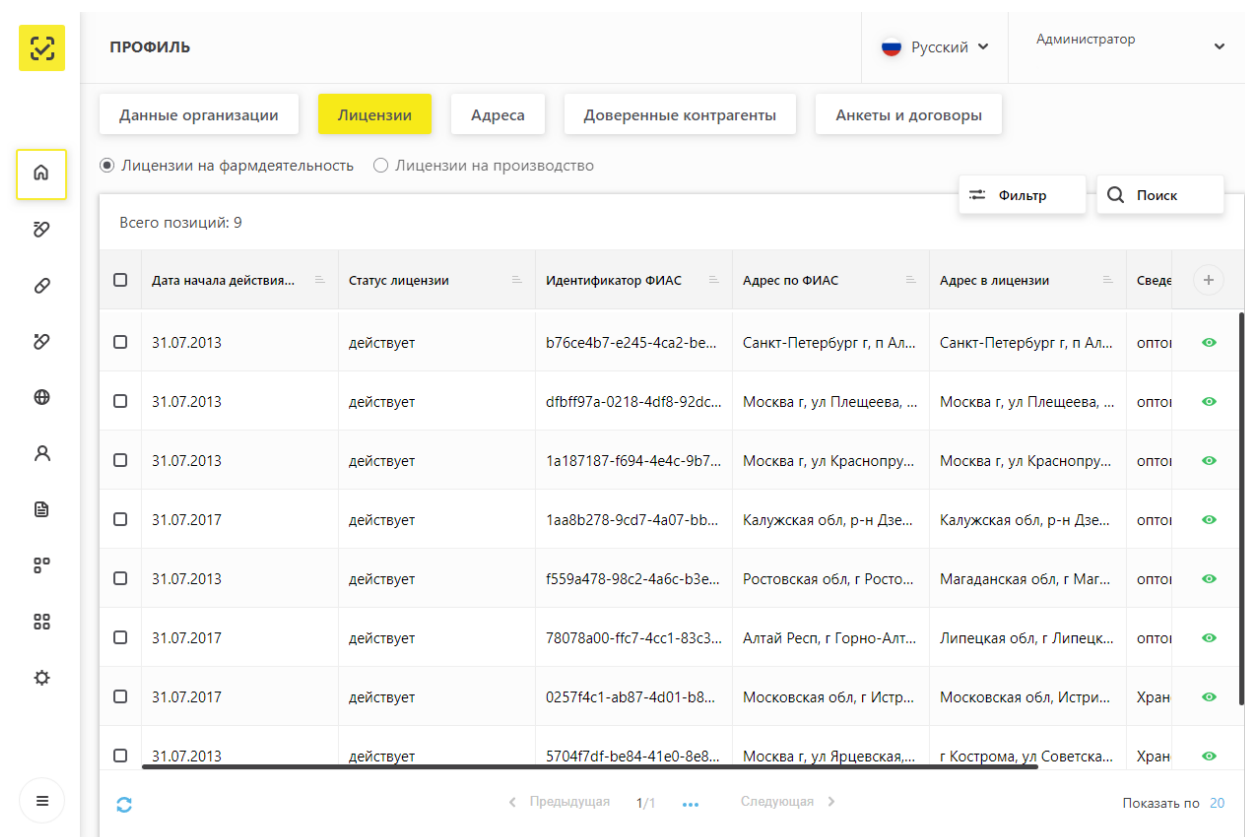 ПРОФИЛЬ
Русский
Администратор
Данные организации Лицензии Адреса Доверенные контрагенты Анкеты и договоры
Лицензии на фармдеятельность Лицензии на производство
Фильтр Поиск
Всего позиций: 9
Дата начала действия... Статус лицензии Идентификатор ФИАС Адрес по ФИАС Адрес в лицензии Сведе
31.07.2013 действует b76ce4b7-e245-4ca2-be... Санкт-Петербург г, п Ал... Санкт-Петербург г, п Ал... опто
31.07.2013 действует dfbff97a-0218-4df8-92dc... Москва г, ул Плещеева, ... Москва г, ул Плещеева, ... опто
31.07.2013 действует 1a187187-f694-4e4c-9b7... Москва г, ул Краснопру... Москва г, ул Краснопру... опто
31.07.2017 действует 1aa8b278-9cd7-4a07-bb... Калужская обл, р-н Дзе... Калужская обл, р-н Дзе... опто
31.07.2013 действует f559a478-98c2-4a6c-b3e... Ростовская обл, г Росто... Магаданская обл, г Маг... опто
31.07.2017 действует 78078a00-ffc7-4cc1-83c3... Алтай Респ, г Горно-Алт... Липецкая обл, г Липецк... опто
31.07.2017 действует 0257f4c1-ab87-4d01-b8... Московская обл, г Истр... Московская обл, Истри... Хран
31.07.2013 действует 5704f7df-be84-41e0-8e8... Москва г, ул Ярцевская,... г Кострома, ул Советска... Хран
Предыдущая 1/1 ••• Следующая Показать по 20